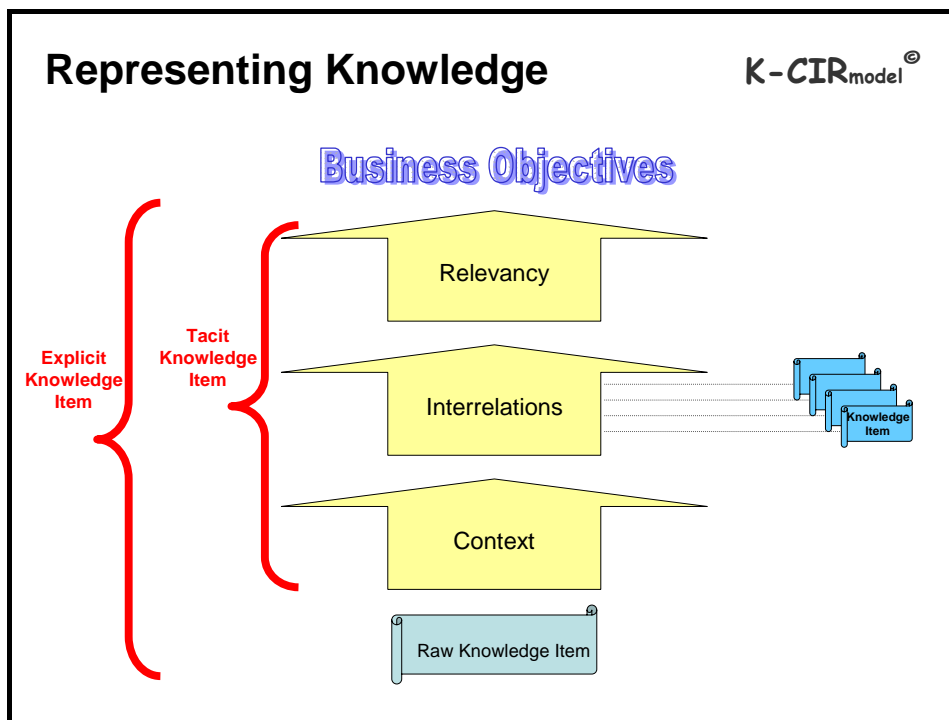 Representing Knowledge
K-CIRmodel©
Business Objectives
Relevancy
Tacit
Knowledge
Item
Explicit
Knowledge
Item
Interrelations
Knowledge
Item
Context
Raw Knowledge Item